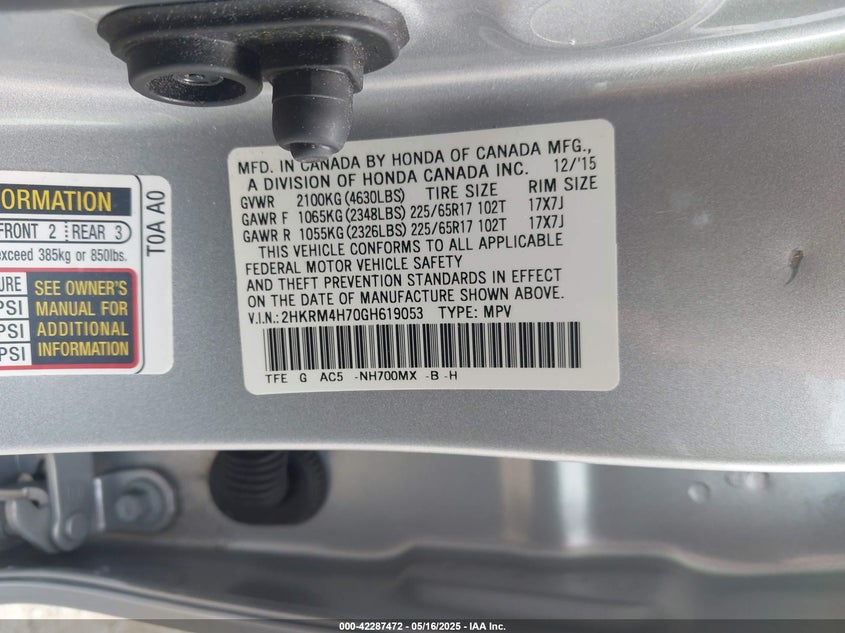 MFD. IN CANADA BY HONDA OF CANADA MFG.,
A DIVISION OF HONDA CANADA INC. 12/'15
GVWR 2100KG(4630LBS) TIRE SIZE RIM SIZE
GAWR F 1065KG(2348LBS) 225/65R17 102T 17X7J
GAWR R 1055KG(2326LBS) 225/65R17 102T 17X7J
THIS VEHICLE CONFORMS TO ALL APPLICABLE
FEDERAL MOTOR VEHICLE SAFETY
AND THEFT PREVENTION STANDARDS IN EFFECT
ON THE DATE OF MANUFACTURE SHOWN ABOVE.
V.I.N.: 2HKRM4H70GH619053 TYPE: MPV
TFE G AC5 -NH700MX -B -H
ORMATION
FRONT 2 REAR 3
exceed 385kg or 850lbs.
URE
PSI
PSI
PSI
SEE OWNER'S
MANUAL FOR
ADDITIONAL
INFORMATION
T0A A0
000-42287472 - 05/16/2025 - IAA Inc.